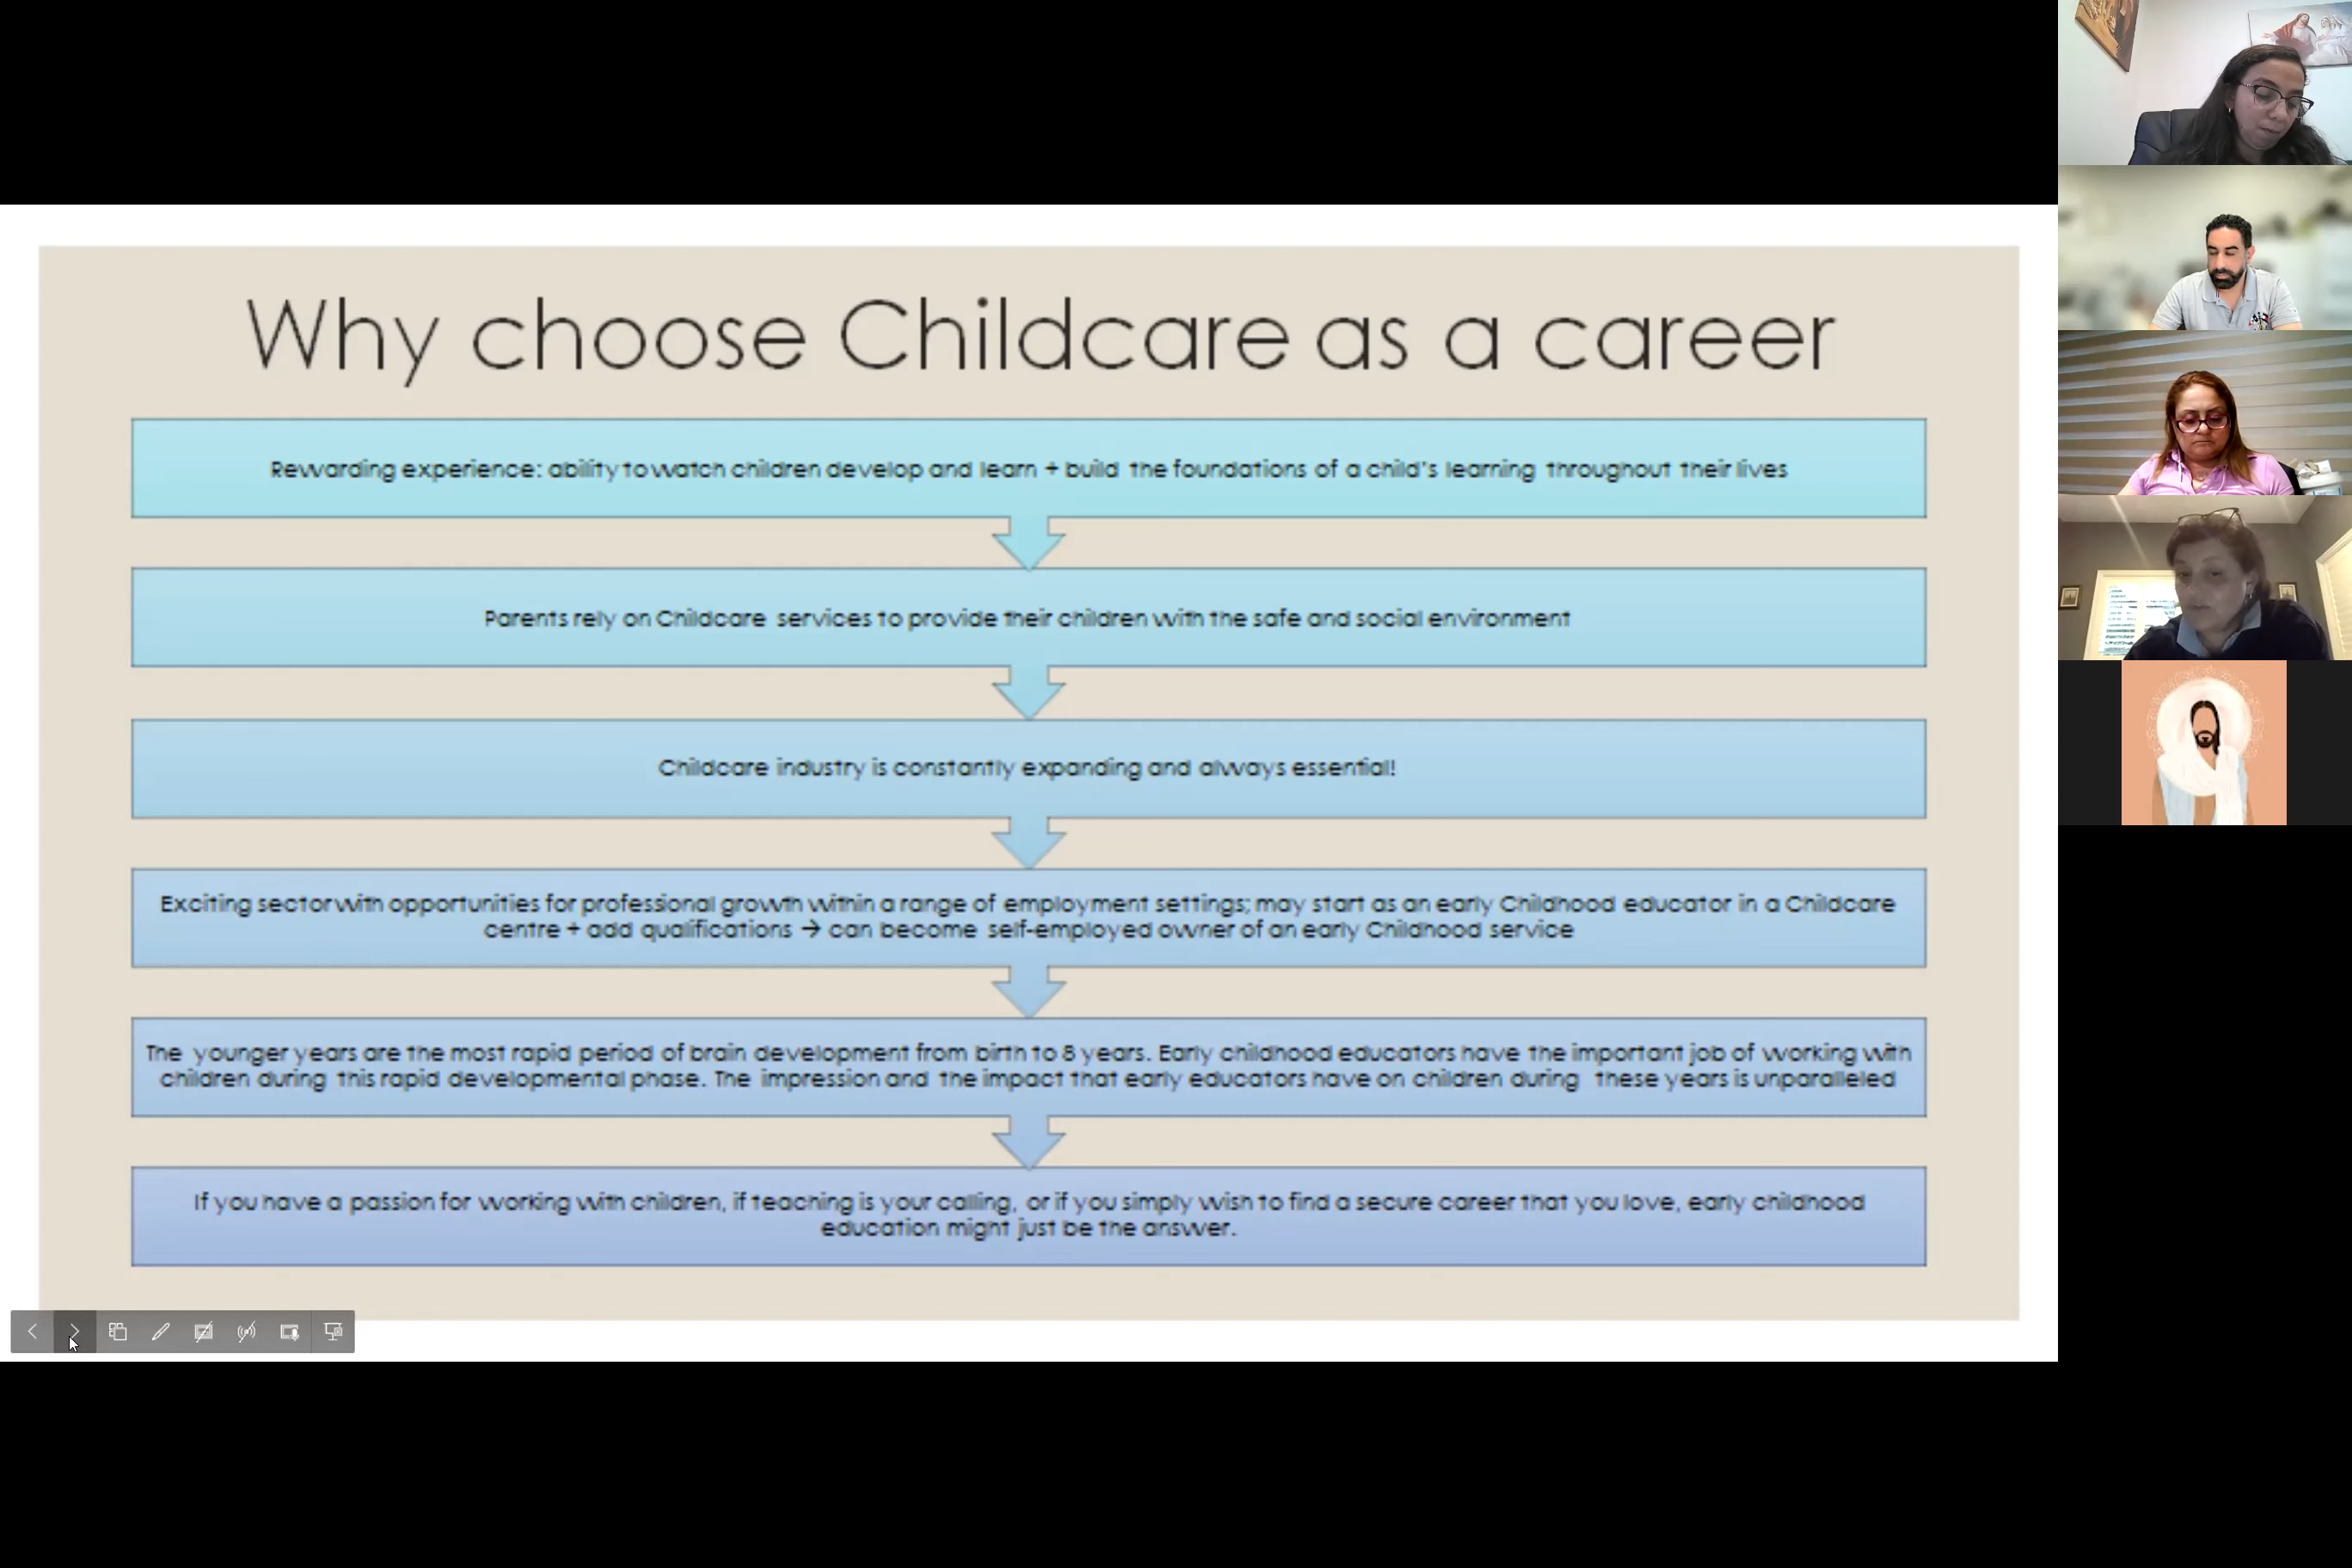 Why choose Childcare as a career
Rewarding experience: ability to watch children develop and learn + build the foundations of a child's learning throughout their lives
Parents rely on Childcare services to provide their children with the safe and social environment
Childcare industry is constantly expanding and always essential!
Exciting sector with opportunities for professional growth within a range of employment settings; may start as an early Childhood educator in a Childcare
centre + add qualifications → can become self-employed owner of an early Childhood service
The younger years are the most rapid period of brain development from birth to 8 years. Early childhood educators have the important job of working with
children during this rapid developmental phase. The impression and the impact that early educators have on children during these years is unparalleled
If you have a passion for working with children, if teaching is your calling, or if you simply wish to find a secure career that you love, early childhood
education might just be the answer.